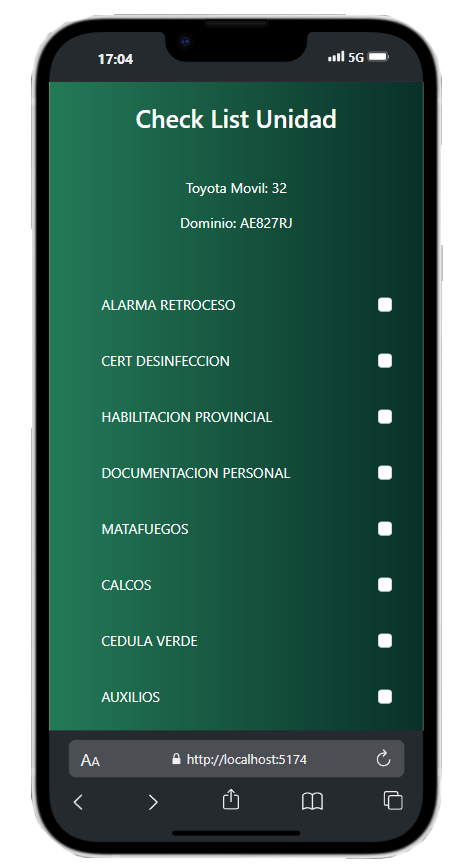 17:04 5G
Check List Unidad
Toyota Movil: 32
Dominio: AE827RJ
ALARMA RETROCESO
CERT DESINFECCION
HABILITACION PROVINCIAL
DOCUMENTACION PERSONAL
MATAFUEGOS
CALCOS
CEDULA VERDE
AUXILIOS
AA http://localhost:5174